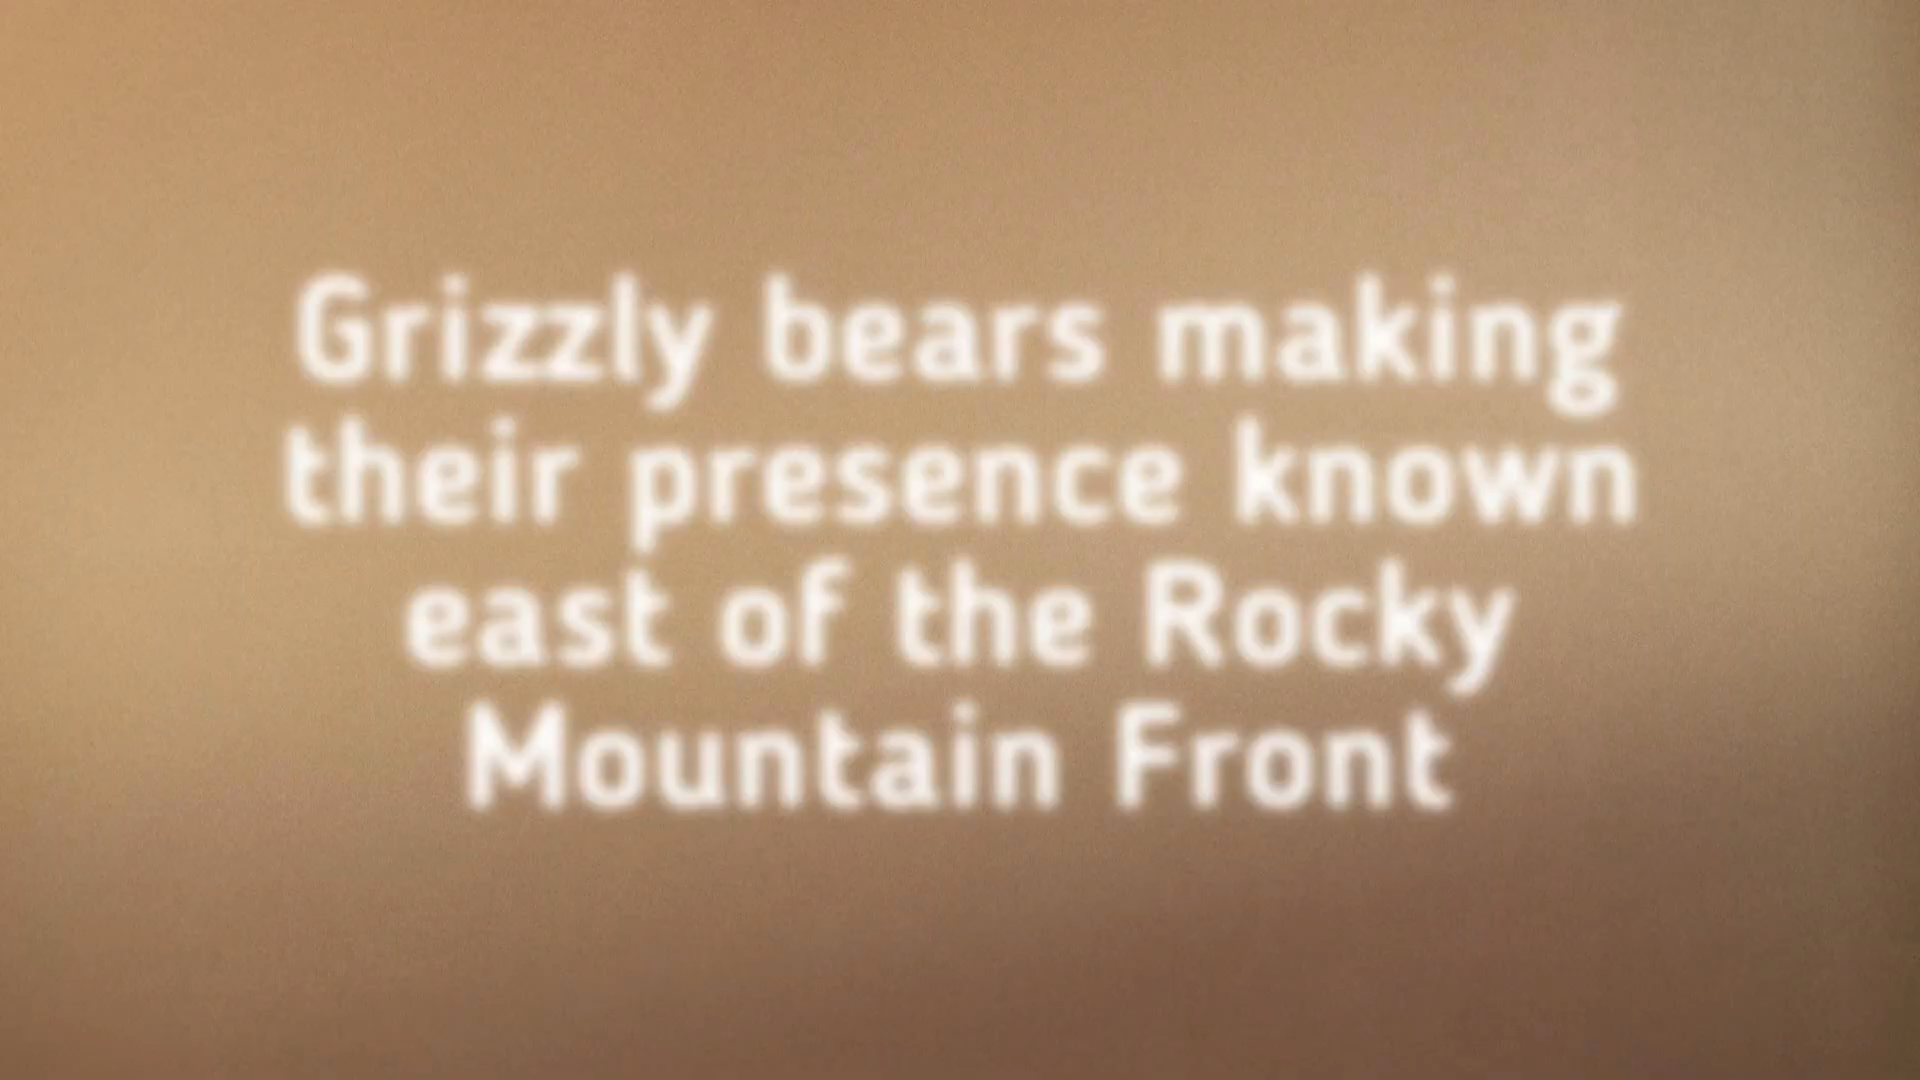 Grizzly bears making
their presence known
east of the Rocky
Mountain Front